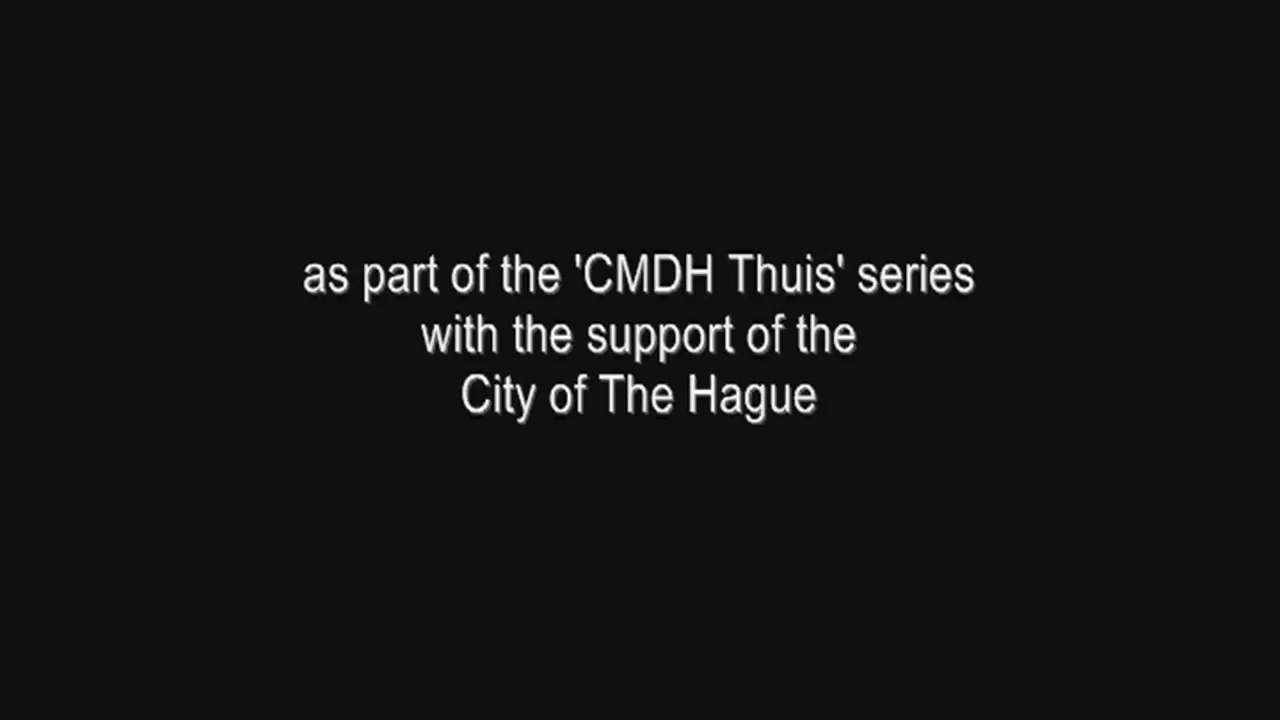 as part of the 'CMDH Thuis' series
with the support of the
City of The Hague